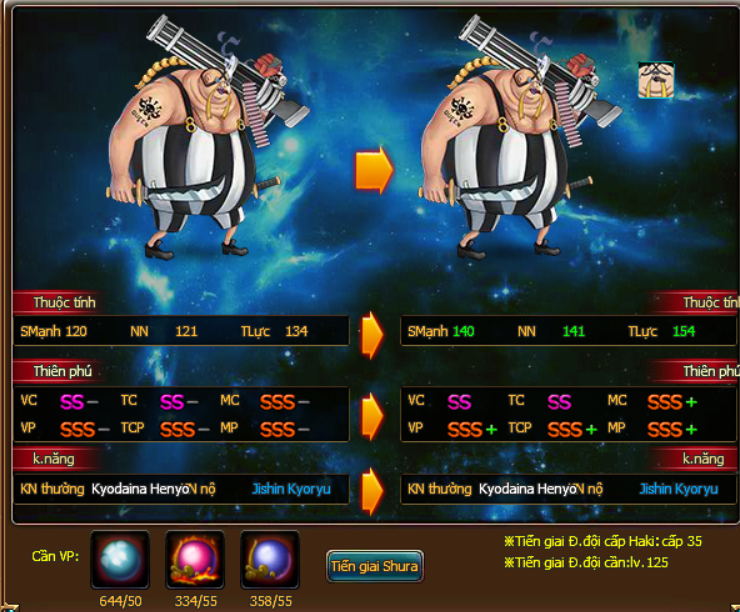 Thuộc tính
Thuộc tính
SMạnh 120 NN 121 TLực 134
SMạnh 140 NN 141 TLực 154
Thiên phú
Thiên phú
VC SS- TC SS- MC SSS-
VP SSS- TCP SSS- MP SSS-
VC SS TC SS MC SSS+
VP SSS+ TCP SSS+ MP SSS+
k.năng
k.năng
KN thường Kyodaina Henyo N nộ Jishin Kyoryu
KN thường Kyodaina Henyo N nộ Jishin Kyoryu
Cần VP:
644/50 334/55 358/55
Tiến giai Shura
※Tiến giai Đ.đội cấp Haki: cấp 35
※Tiến giai Đ.đội cần:lv.125